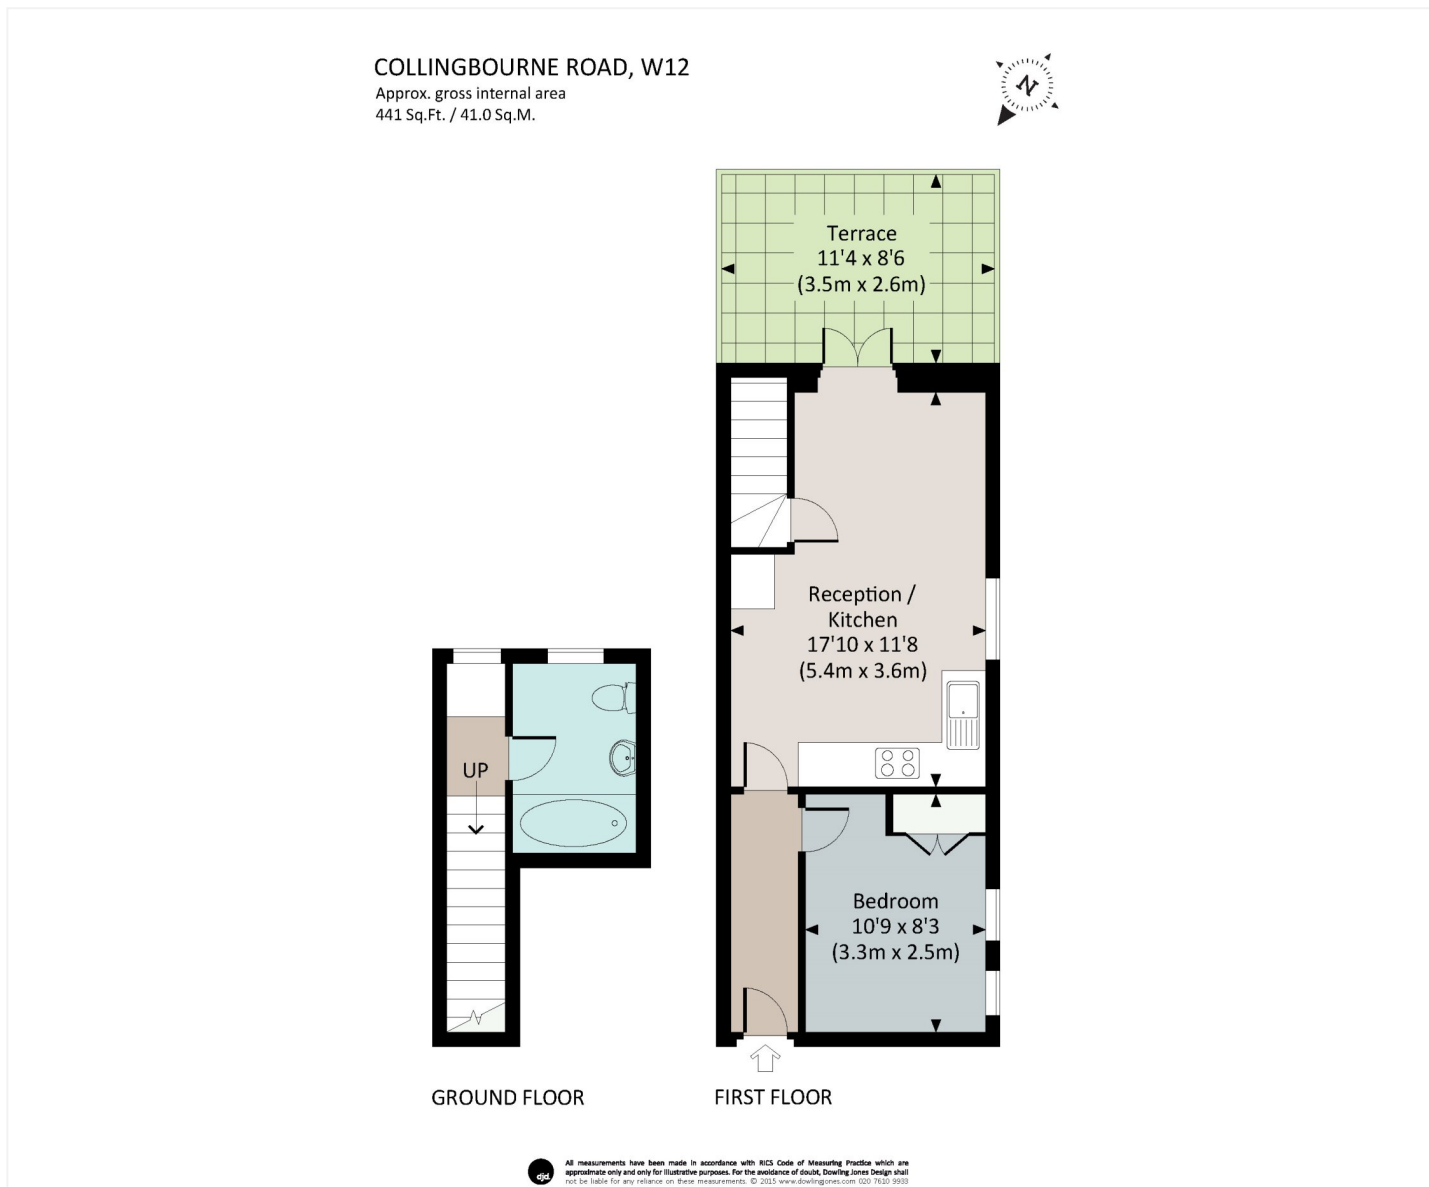 COLLINGBOURNE ROAD, W12
Approx. gross internal area
441 Sq.Ft. / 41.0 Sq.M.
N
Terrace
11'4 x 8'6
(3.5m x 2.6m)
Reception /
Kitchen
17'10 x 11'8
(5.4m x 3.6m)
UP
Bedroom
10'9 x 8'3
(3.3m x 2.5m)
GROUND FLOOR
FIRST FLOOR
djd.
All measurements have been made in accordance with RICS Code of Measuring Practice which are
approximate only and only for illustrative purposes. For the avoidance of doubt, Dowling Jones Design shall
not be liable for any reliance on these measurements. © 2015 www.dowlingjones.com 020 7610 9933